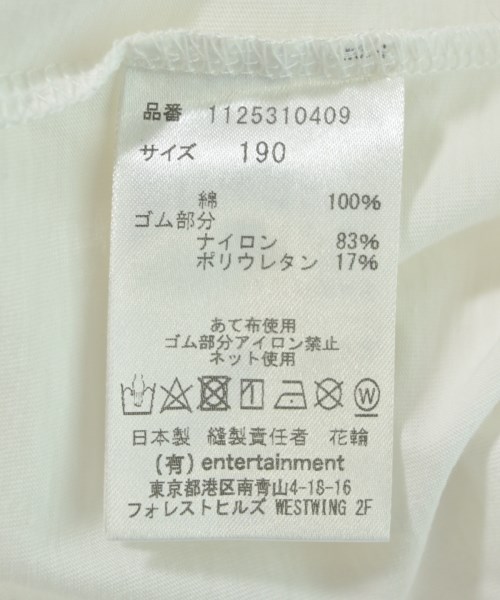 品番 1125310409
サイズ 190
綿 100%
ゴム部分
ナイロン 83%
ポリウレタン 17%
あて布使用
ゴム部分アイロン禁止
ネット使用
W
日本製 縫製責任者 花輪
(有) entertainment
東京都港区南青山4-18-16
フォレストヒルズ WESTWING 2F